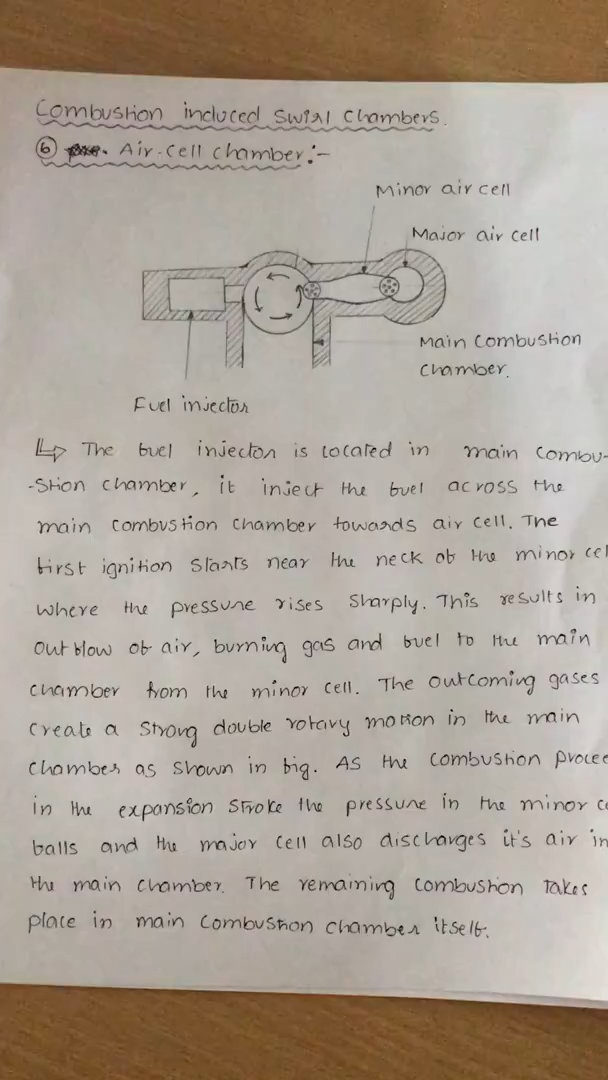 Combustion induced swirl chambers.
6 Air-cell chamber:-
Minor air cell
Major air cell
Main combustion
chamber.
Fuel injector
↳ The fuel injector is located in main combu-
-stion chamber, it inject the fuel across the
main combustion chamber towards air cell. The
first ignition starts near the neck of the minor cel
where the pressure rises sharply. This results in
outflow of air, burning gas and fuel to the main
chamber from the minor cell. The outcoming gases
create a strong double rotary motion in the main
chamber as shown in fig. As the combustion procee
in the expansion stroke the pressure in the minor ce
falls and the major cell also discharges it's air in
the main chamber. The remaining combustion takes
place in main combustion chamber itself.